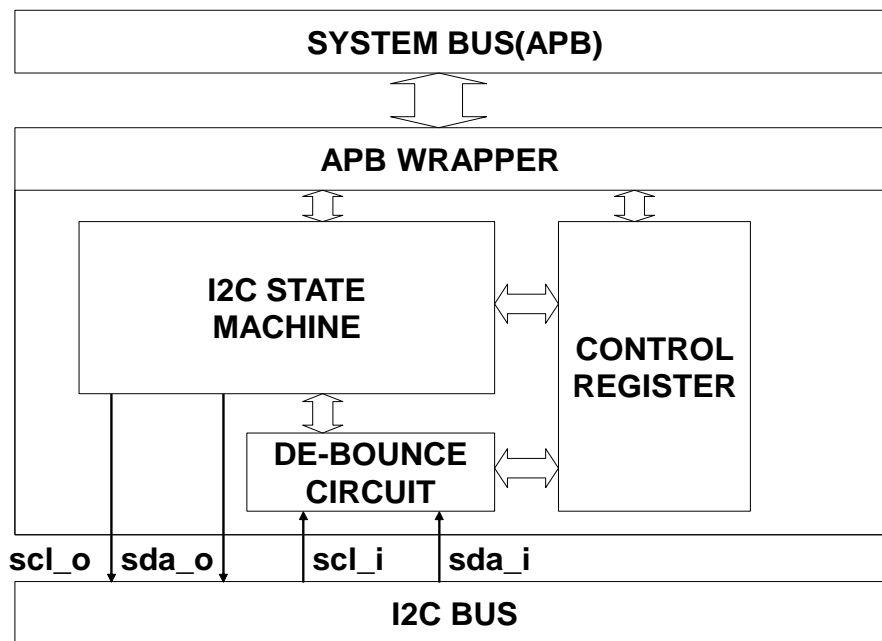 SYSTEM BUS(APB)
APB WRAPPER
I2C STATE
MACHINE
CONTROL
REGISTER
DE-BOUNCE
CIRCUIT
scl_o
sda_o
scl_i
sda_i
I2C BUS